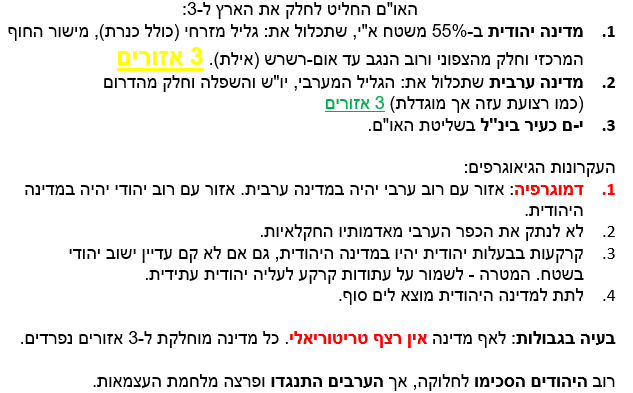 האו"ם החליט לחלק את הארץ ל-3:
1. מדינה יהודית ב-55% משטח א"י, שתכלול את: גליל מזרחי (כולל כנרת), מישור החוף
המרכזי וחלק מהצפוני ורוב הנגב עד אום-רשרש (אילת). 3 אזורים
2. מדינה ערבית שתכלול את: הגליל המערבי, יו"ש והשפלה וחלק מהדרום
(כמו רצועת עזה אך מוגדלת) 3 אזורים
3. י-ם כעיר בינ"ל בשליטת האו"ם.
העקרונות הגיאוגרפים:
1. דמוגרפיה: אזור עם רוב ערבי יהיה במדינה ערבית. אזור עם רוב יהודי יהיה במדינה
היהודית.
2. לא לנתק את הכפר הערבי מאדמותיו החקלאיות.
3. קרקעות בבעלות יהודית יהיו במדינה היהודית, גם אם לא קם עדיין ישוב יהודי
בשטח. המטרה - לשמור על עתודות קרקע לעליה יהודית עתידית.
4. לתת למדינה היהודית מוצא לים סוף.
בעיה בגבולות: לאף מדינה אין רצף טריטוריאלי. כל מדינה מוחלקת ל-3 אזורים נפרדים.
רוב היהודים הסכימו לחלוקה, אך הערבים התנגדו ופרצה מלחמת העצמאות.